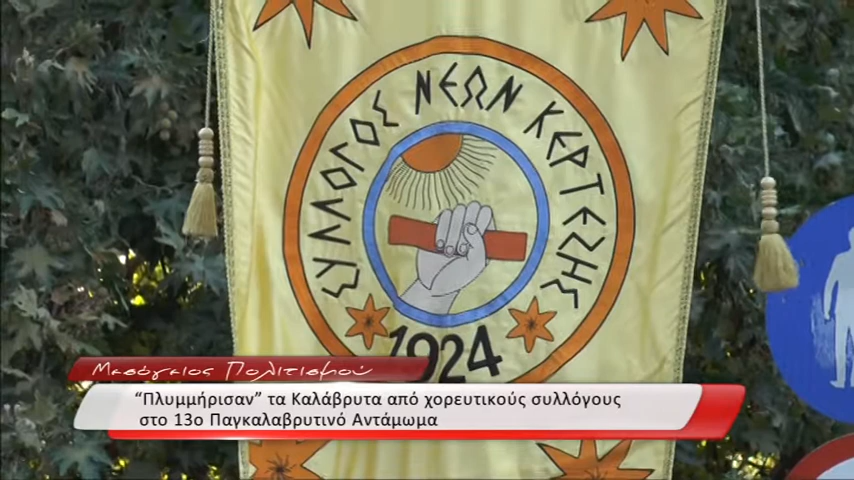 ΣΥΛΛΟΓΟΣ ΝΕΩΝ ΚΕΡΤΕΖΗΣ
1924
Μεσόγειος Πολιτισμού
“Πλυμμήρισαν” τα Καλάβρυτα από χορευτικούς συλλόγους
στο 13ο Παγκαλαβρυτινό Αντάμωμα